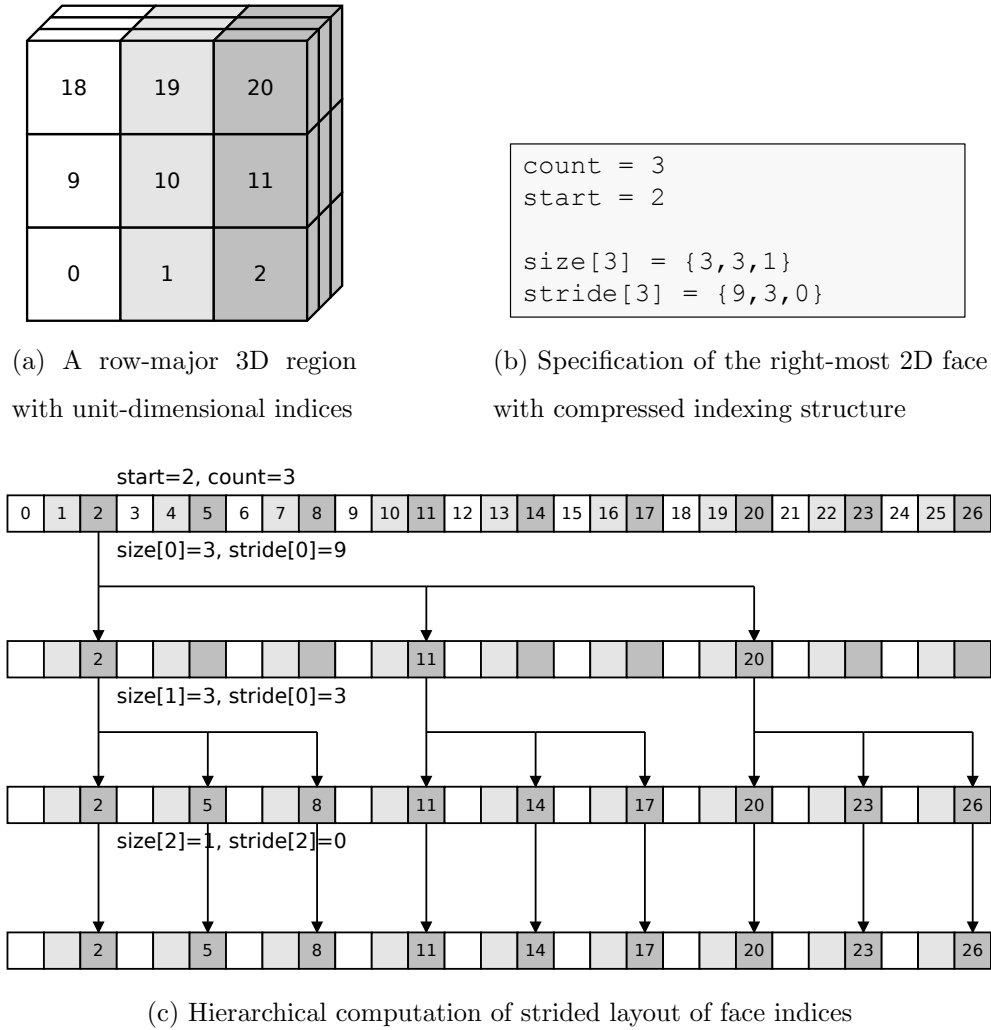 18 19 20
9 10 11
0 1 2
count = 3
start = 2
size[3] = {3,3,1}
stride[3] = {9,3,0}
(a) A row-major 3D region
with unit-dimensional indices
(b) Specification of the right-most 2D face
with compressed indexing structure
start=2, count=3
0 1 2 3 4 5 6 7 8 9 10 11 12 13 14 15 16 17 18 19 20 21 22 23 24 25 26
size[0]=3, stride[0]=9
2 11 20
size[1]=3, stride[0]=3
2 5 8 11 14 17 20 23 26
size[2]=1, stride[2]=0
2 5 8 11 14 17 20 23 26
(c) Hierarchical computation of strided layout of face indices